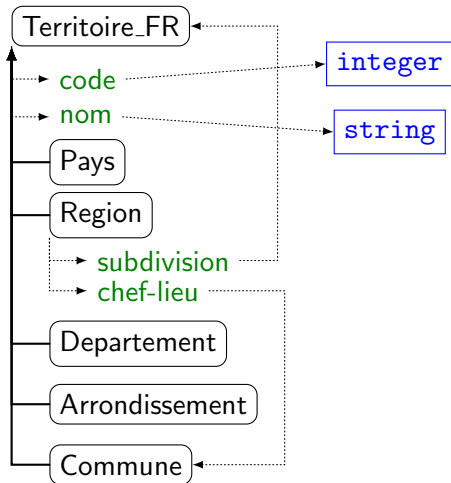 Territoire_FR
code
integer
nom
string
Pays
Region
subdivision
chef-lieu
Departement
Arrondissement
Commune